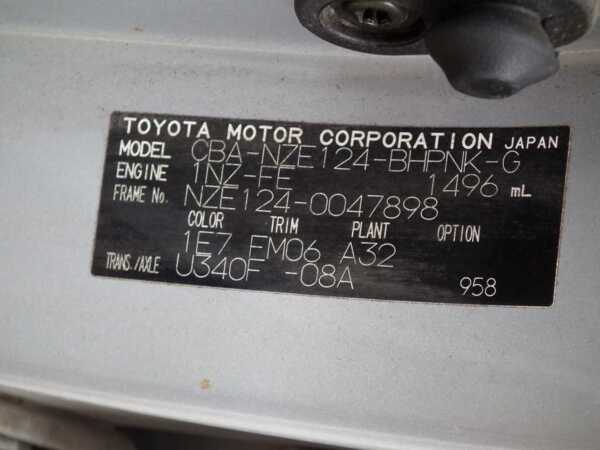 TOYOTA MOTOR CORPORATION JAPAN
MODEL CBA-NZE124-BHPNK-G
ENGINE 1NZ-FE 1496 mL
FRAME No. NZE124-0047898
COLOR TRIM PLANT OPTION
1E7 EM06 A32
TRANS./AXLE U340F -08A 958